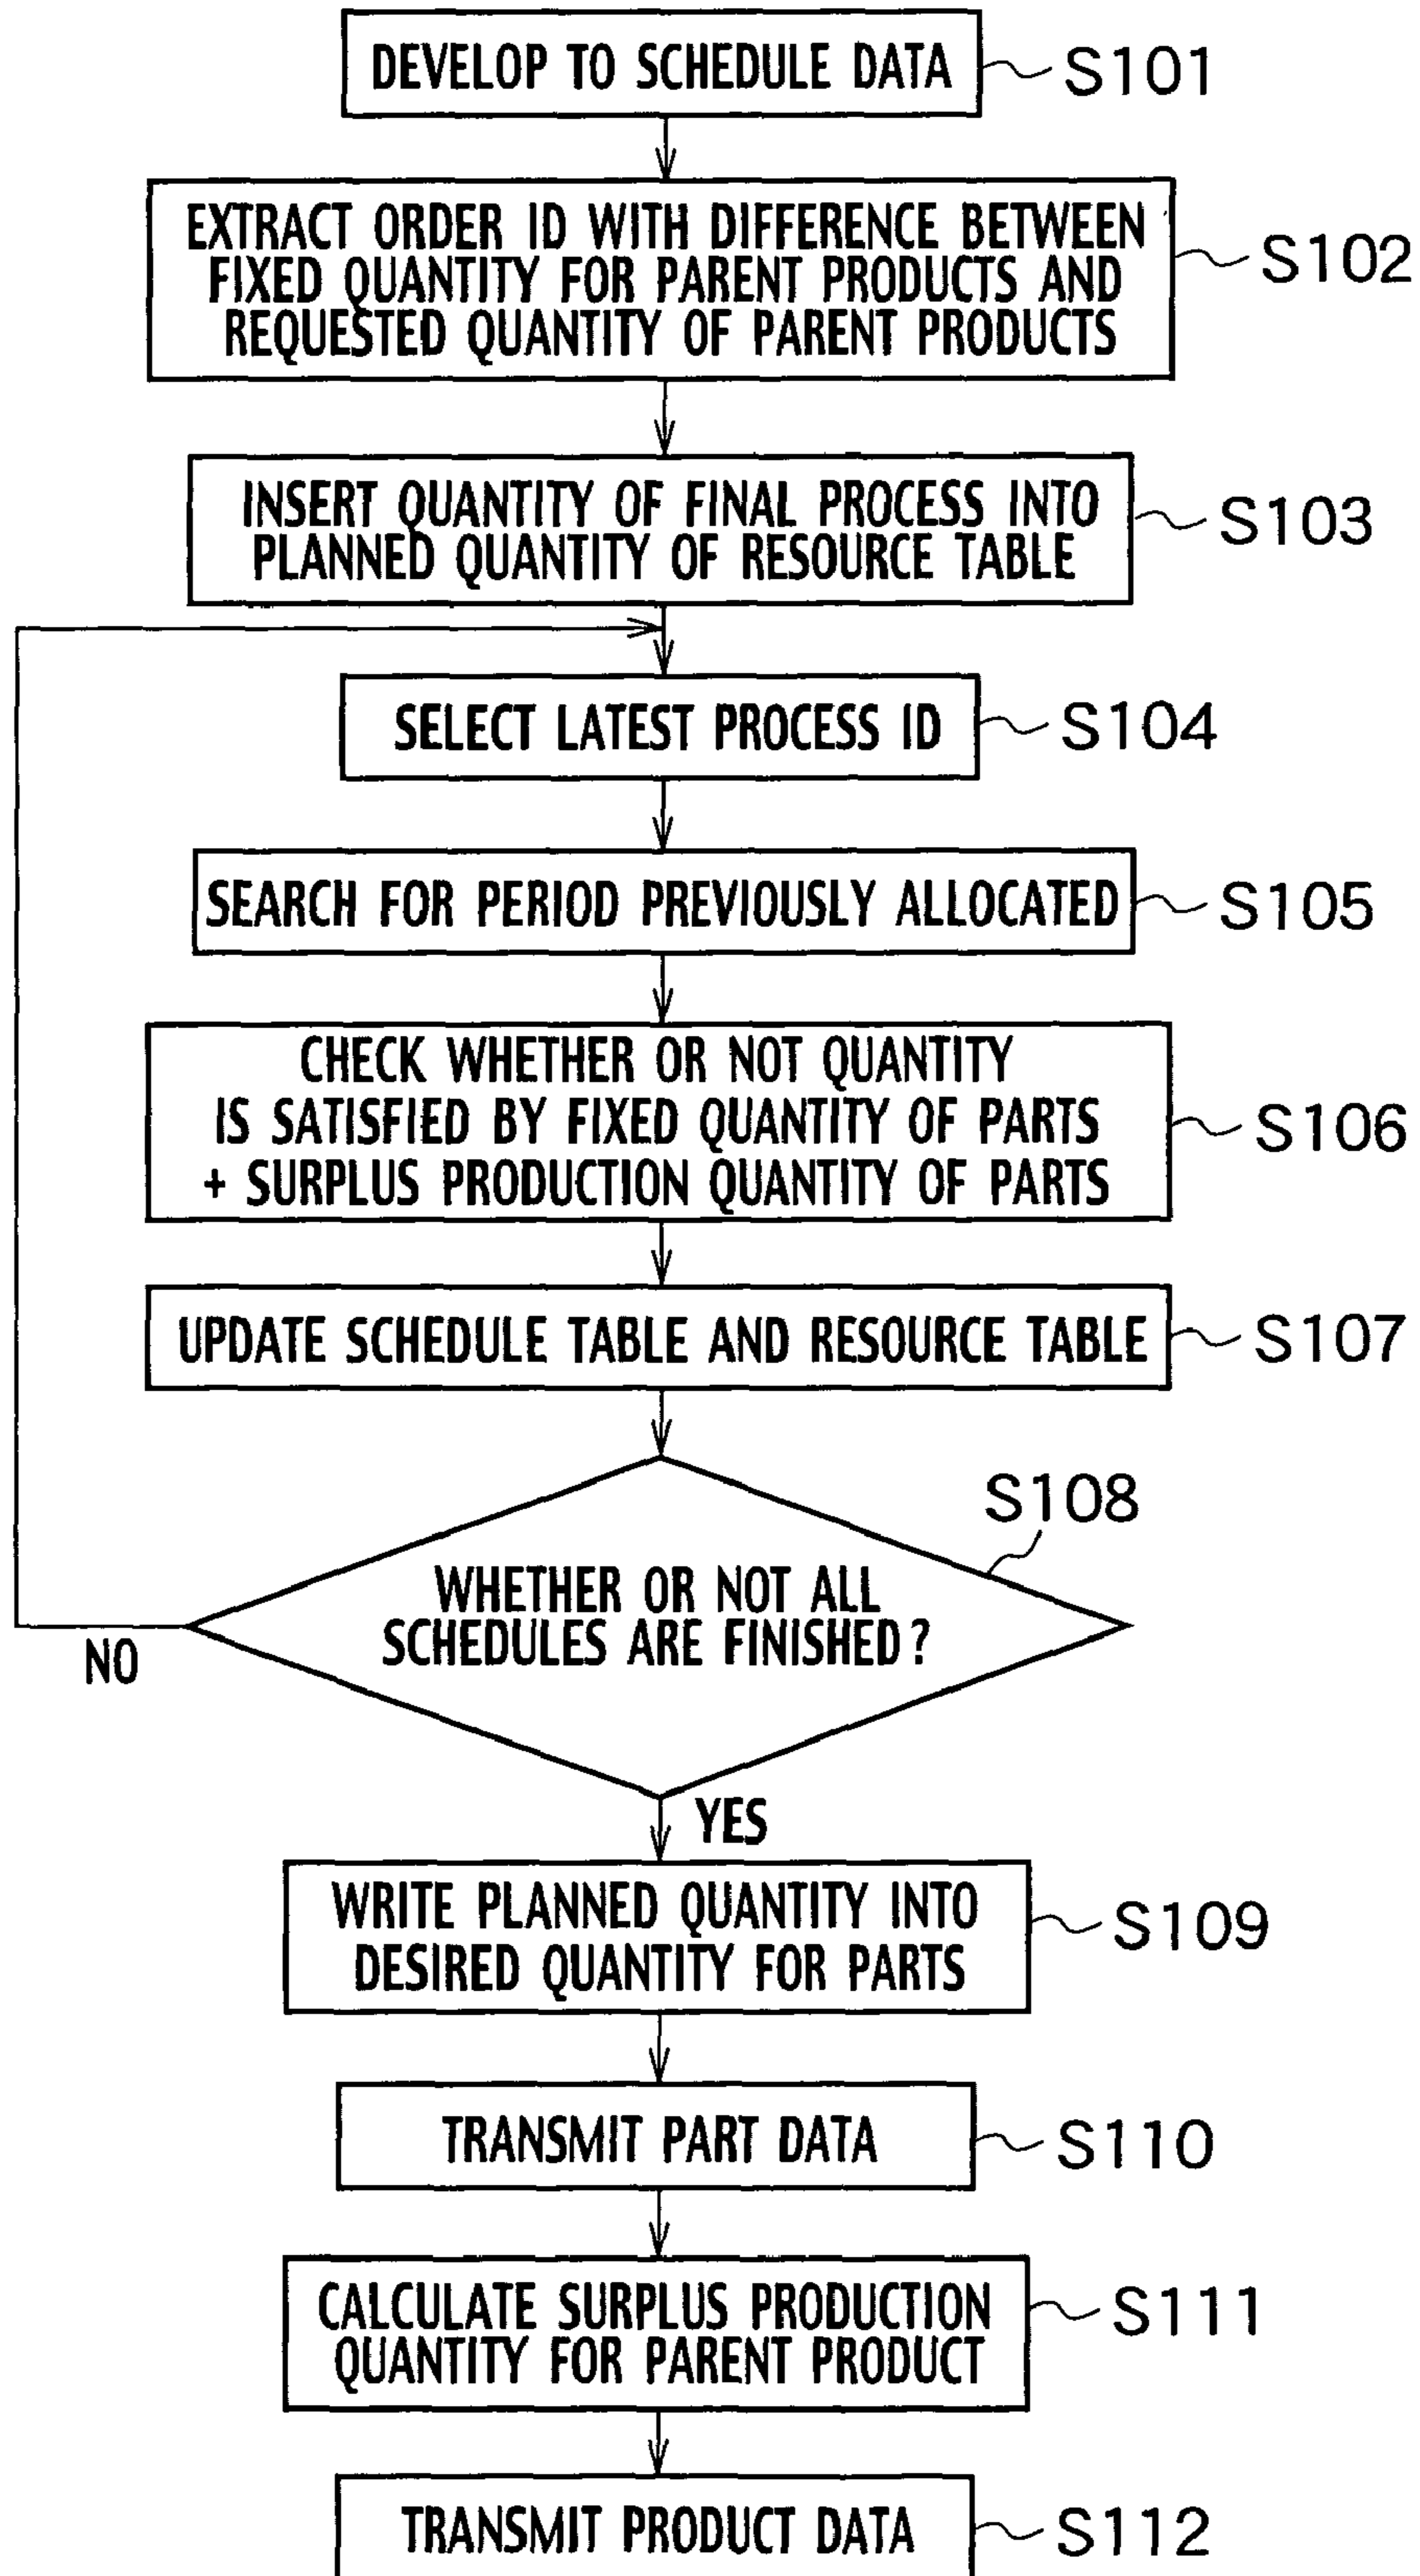 DEVELOP TO SCHEDULE DATA
S101
EXTRACT ORDER ID WITH DIFFERENCE BETWEEN
FIXED QUANTITY FOR PARENT PRODUCTS AND
REQUESTED QUANTITY OF PARENT PRODUCTS
S102
INSERT QUANTITY OF FINAL PROCESS INTO
PLANNED QUANTITY OF RESOURCE TABLE
S103
SELECT LATEST PROCESS ID
S104
SEARCH FOR PERIOD PREVIOUSLY ALLOCATED
S105
CHECK WHETHER OR NOT QUANTITY
IS SATISFIED BY FIXED QUANTITY OF PARTS
+ SURPLUS PRODUCTION QUANTITY OF PARTS
S106
UPDATE SCHEDULE TABLE AND RESOURCE TABLE
S107
S108
WHETHER OR NOT ALL
SCHEDULES ARE FINISHED?
NO
YES
WRITE PLANNED QUANTITY INTO
DESIRED QUANTITY FOR PARTS
S109
TRANSMIT PART DATA
S110
CALCULATE SURPLUS PRODUCTION
QUANTITY FOR PARENT PRODUCT
S111
TRANSMIT PRODUCT DATA
S112